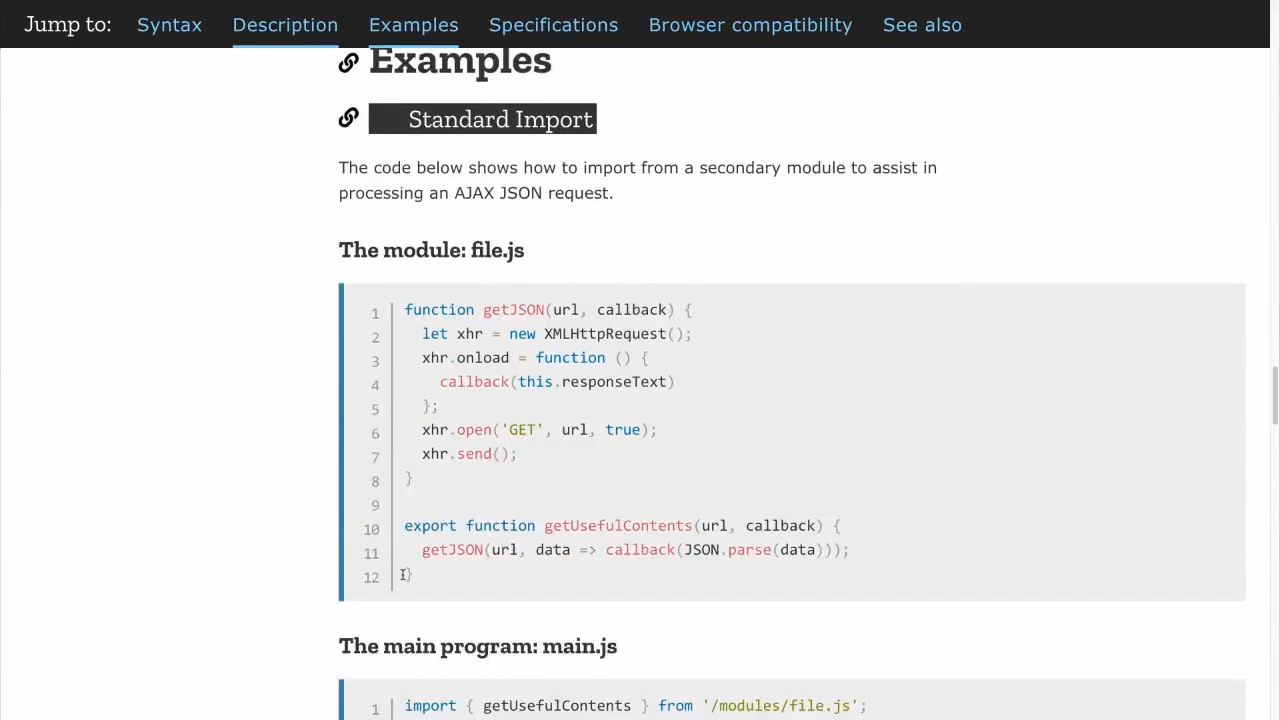 Jump to: Syntax Description Examples Specifications Browser compatibility See also
Examples
Standard Import
The code below shows how to import from a secondary module to assist in
processing an AJAX JSON request.
The module: file.js
1 function getJSON(url, callback) {
2   let xhr = new XMLHttpRequest();
3   xhr.onload = function () {
4     callback(this.responseText)
5   };
6   xhr.open('GET', url, true);
7   xhr.send();
8 }
9
10 export function getUsefulContents(url, callback) {
11   getJSON(url, data => callback(JSON.parse(data)));
12 }
The main program: main.js
1 import { getUsefulContents } from '/modules/file.js';